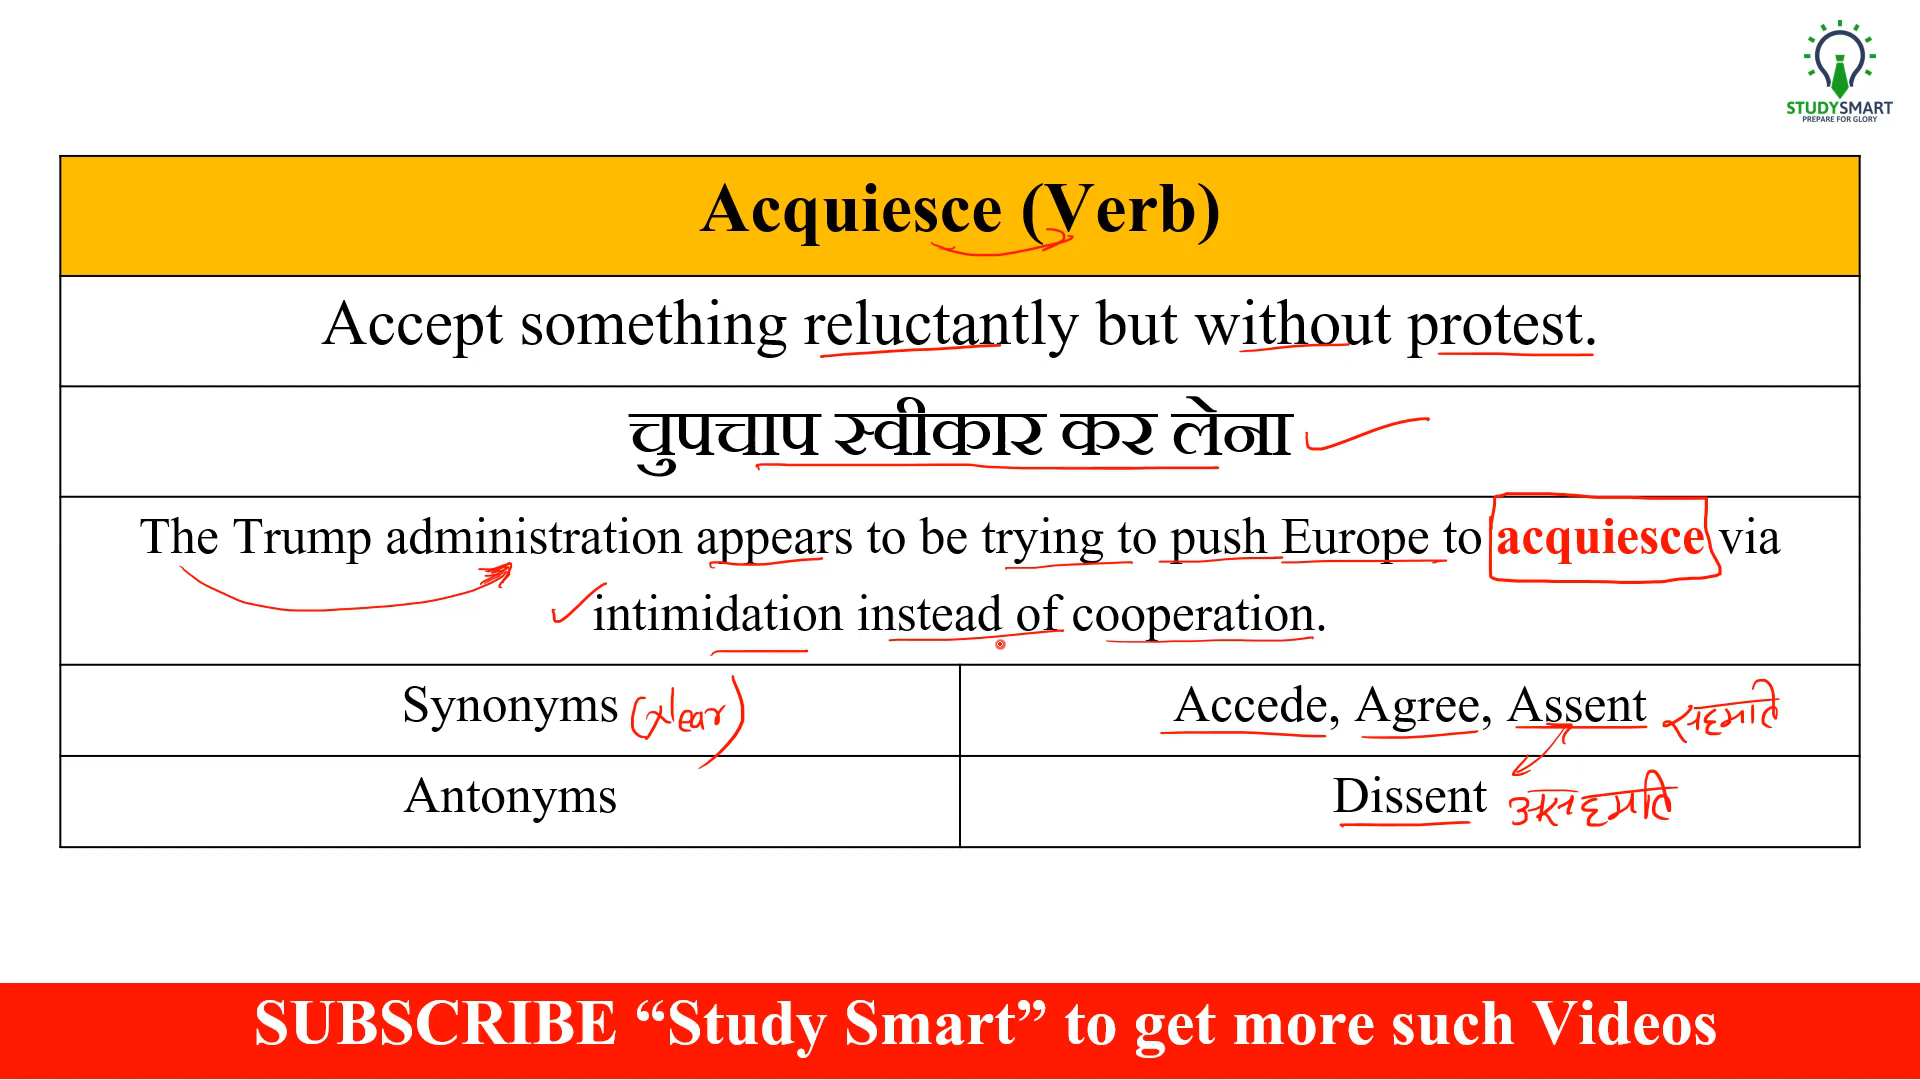 STUDYSMART
PREPARE FOR GLORY
Acquiesce (Verb)
Accept something reluctantly but without protest.
चुपचाप स्वीकार कर लेना
The Trump administration appears to be trying to push Europe to acquiesce via
intimidation instead of cooperation.
Synonyms
Accede, Agree, Assent सहमति
Antonyms
Dissent असहमति
SUBSCRIBE “Study Smart” to get more such Videos